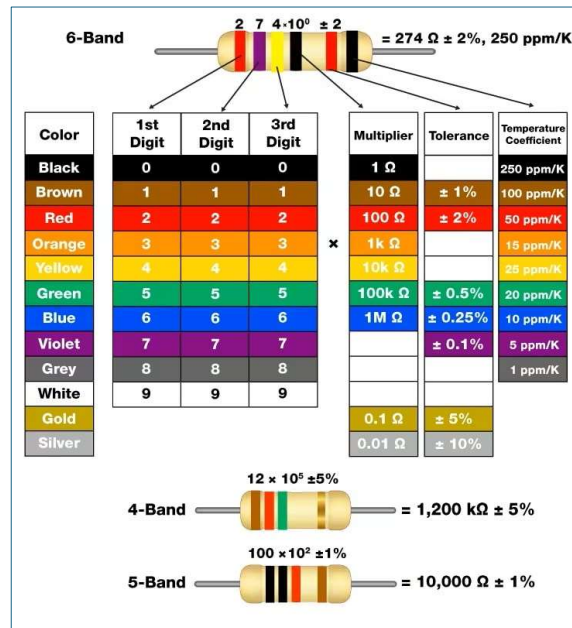 2 7 4·10⁰ ± 2
6-Band = 274 Ω ± 2%, 250 ppm/K
Color 1st Digit 2nd Digit 3rd Digit Multiplier Tolerance Temperature Coefficient
Black 0 0 0 1 Ω 250 ppm/K
Brown 1 1 1 10 Ω ± 1% 100 ppm/K
Red 2 2 2 100 Ω ± 2% 50 ppm/K
Orange 3 3 3 × 1k Ω 15 ppm/K
Yellow 4 4 4 10k Ω 25 ppm/K
Green 5 5 5 100k Ω ± 0.5% 20 ppm/K
Blue 6 6 6 1M Ω ± 0.25% 10 ppm/K
Violet 7 7 7 ± 0.1% 5 ppm/K
Grey 8 8 8 1 ppm/K
White 9 9 9
Gold 0.1 Ω ± 5%
Silver 0.01 Ω ± 10%
12 × 10⁵ ±5%
4-Band = 1,200 kΩ ± 5%
100 × 10² ±1%
5-Band = 10,000 Ω ± 1%